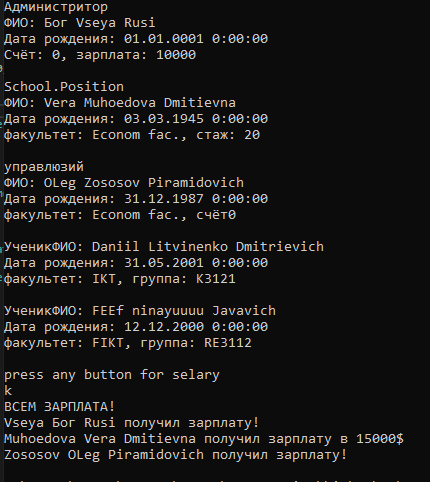 Администритор
ФИО: Бог Vseya Rusi
Дата рождения: 01.01.0001 0:00:00
Счёт: 0, зарплата: 10000
School.Position
ФИО: Vera Muhoedova Dmitievna
Дата рождения: 03.03.1945 0:00:00
факультет: Econom fac., стаж: 20
управлюзий
ФИО: OLeg Zososov Piramidovich
Дата рождения: 31.12.1987 0:00:00
факультет: Econom fac., счёт0
УченикФИО: Daniil Litvinenko Dmitrievich
Дата рождения: 31.05.2001 0:00:00
факультет: IKT, группа: K3121
УченикФИО: FEEf ninayuuuu Javavich
Дата рождения: 12.12.2000 0:00:00
факультет: FIKT, группа: RE3112
press any button for selary
k
ВСЕМ ЗАРПЛАТА!
Vseya Бог Rusi получил зарплату!
Muhoedova Vera Dmitievna получил зарплату в 15000$
Zososov OLeg Piramidovich получил зарплату!